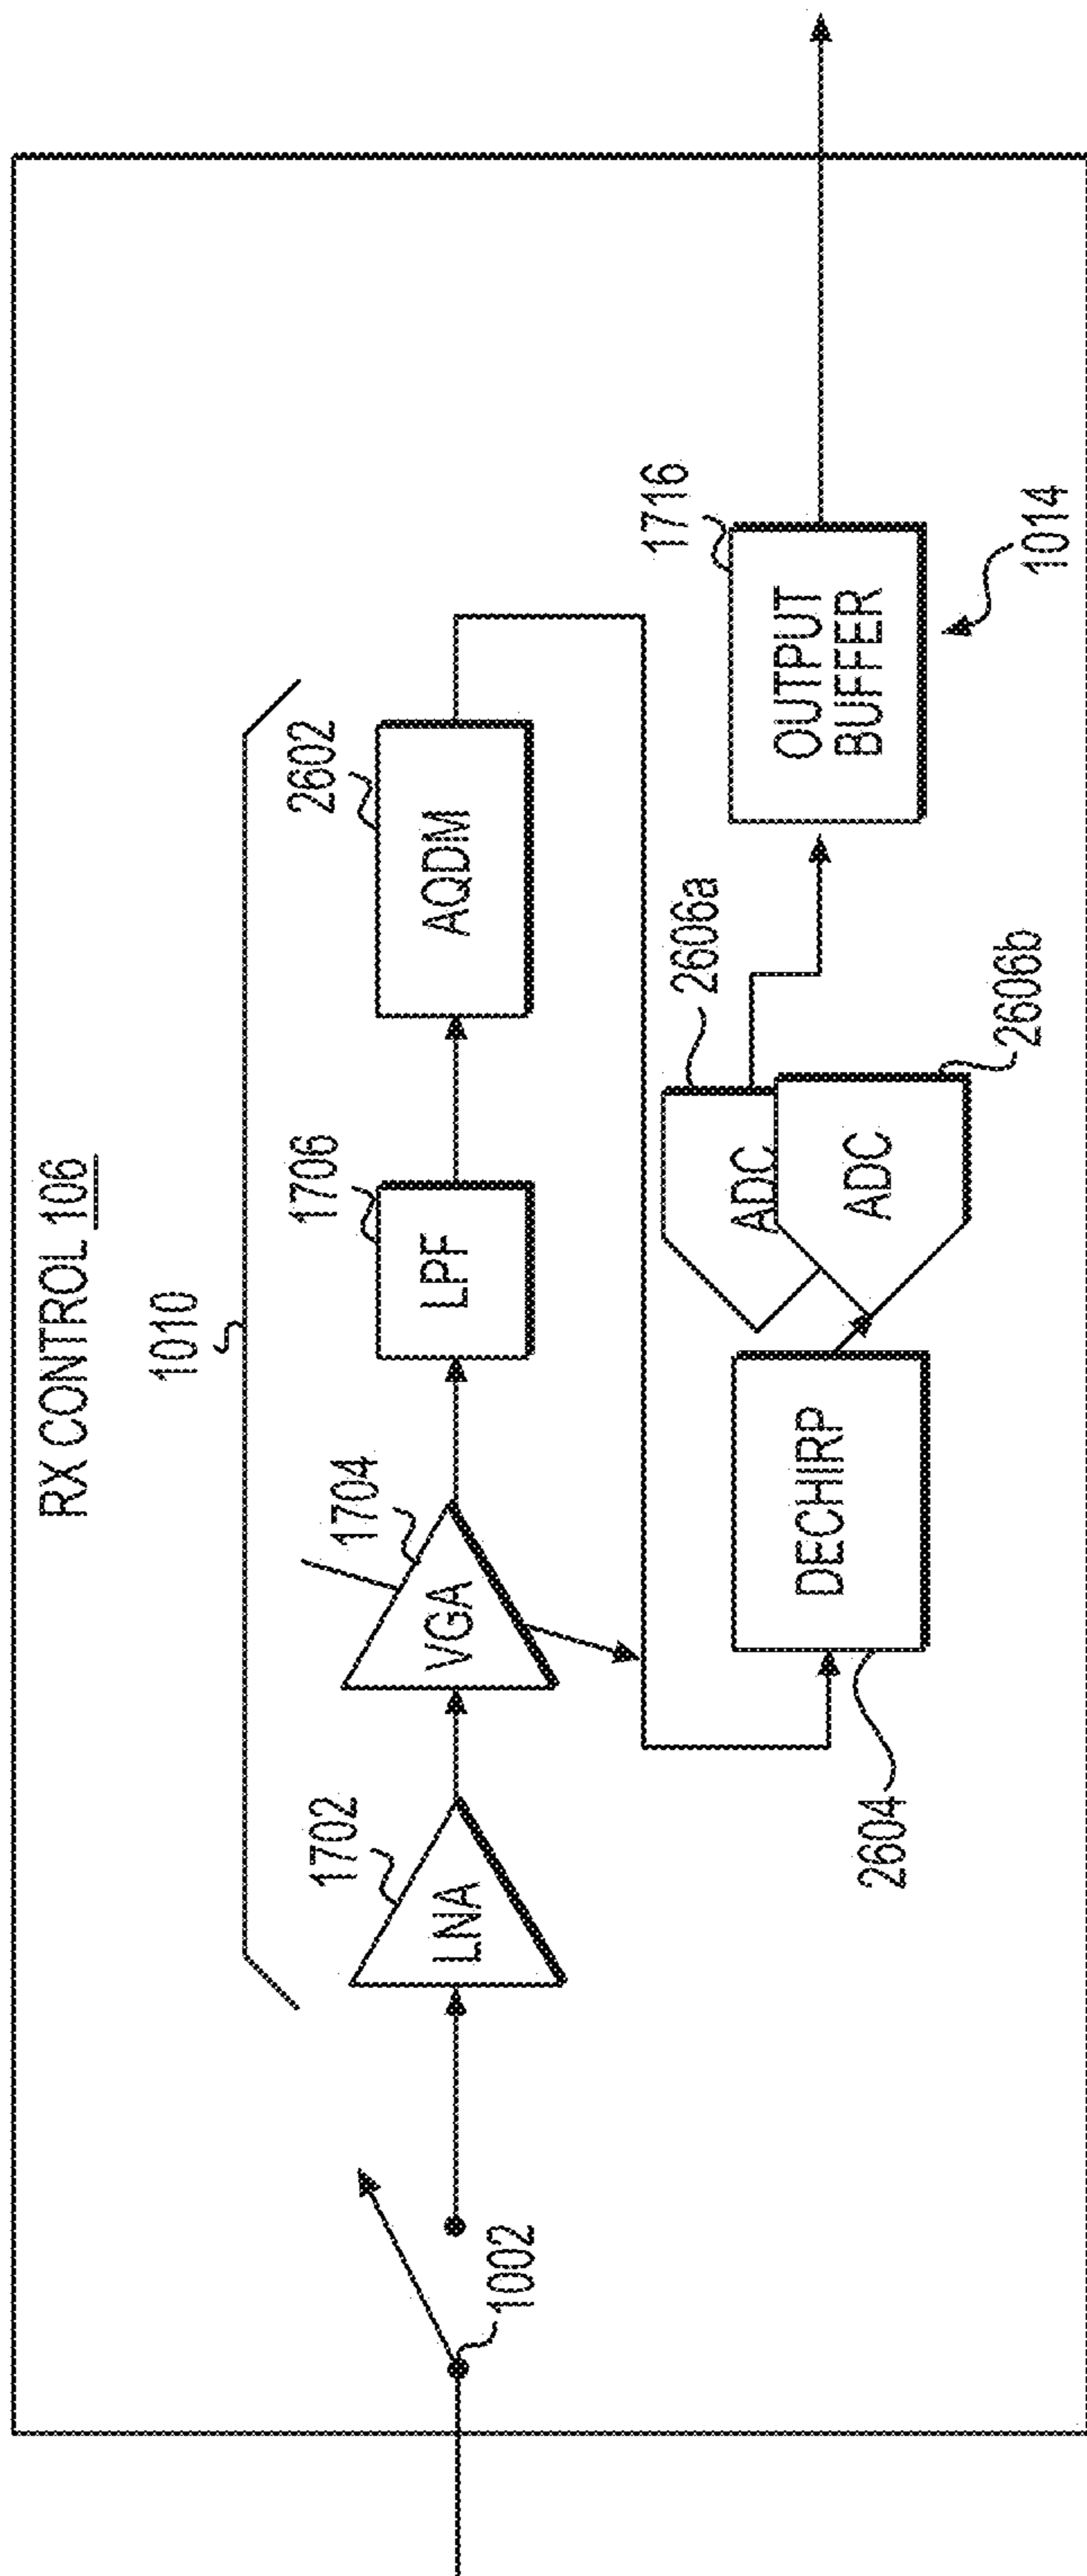 RX CONTROL 106
1010
1702
LNA
1704
VGA
1706
LPF
2602
AQDM
1002
2604
DECHIRP
2606a
ADC
ADC
2606b
1716
OUTPUT
BUFFER
1014